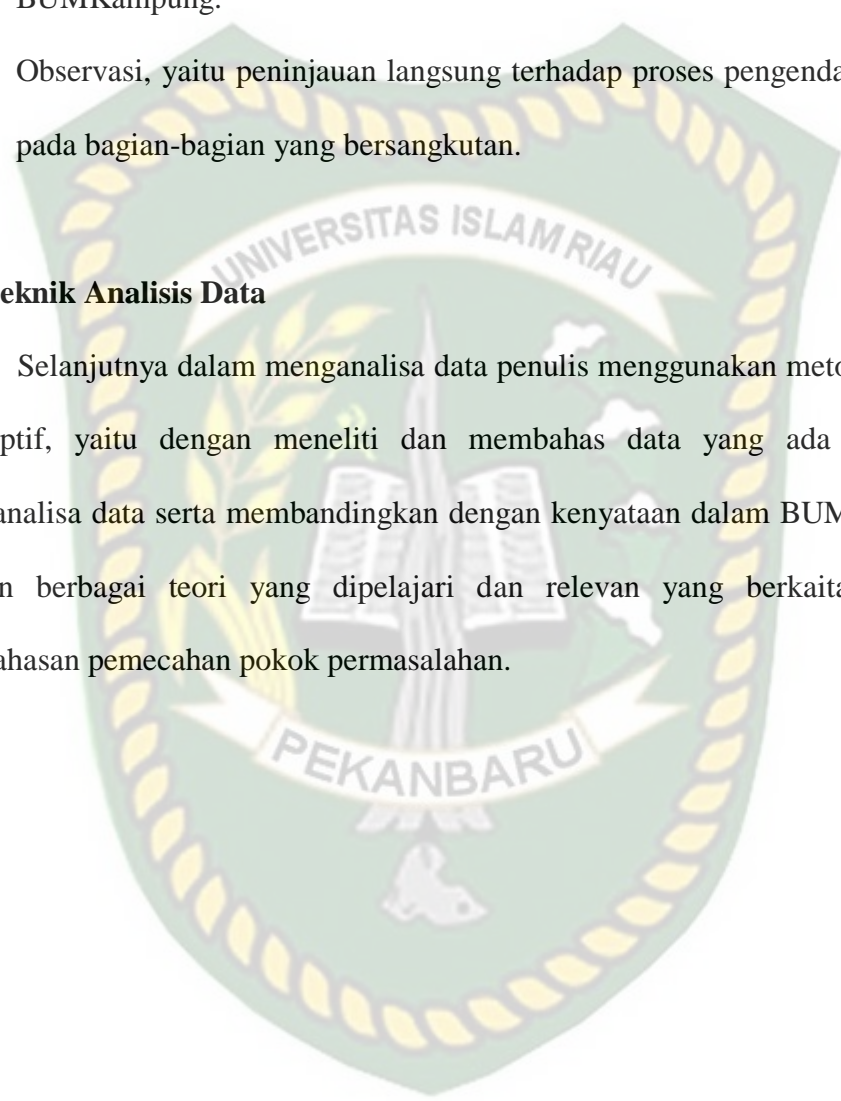 BUMKampung.
Observasi, yaitu peninjauan langsung terhadap proses pengenda
pada bagian-bagian yang bersangkutan.
UNIVERSITAS ISLAM RIAU
eknik Analisis Data
Selanjutnya dalam menganalisa data penulis menggunakan meto
ptif, yaitu dengan meneliti dan membahas data yang ada
analisa data serta membandingkan dengan kenyataan dalam BUM
n berbagai teori yang dipelajari dan relevan yang berkaita
ahasan pemecahan pokok permasalahan.
PEKANBARU